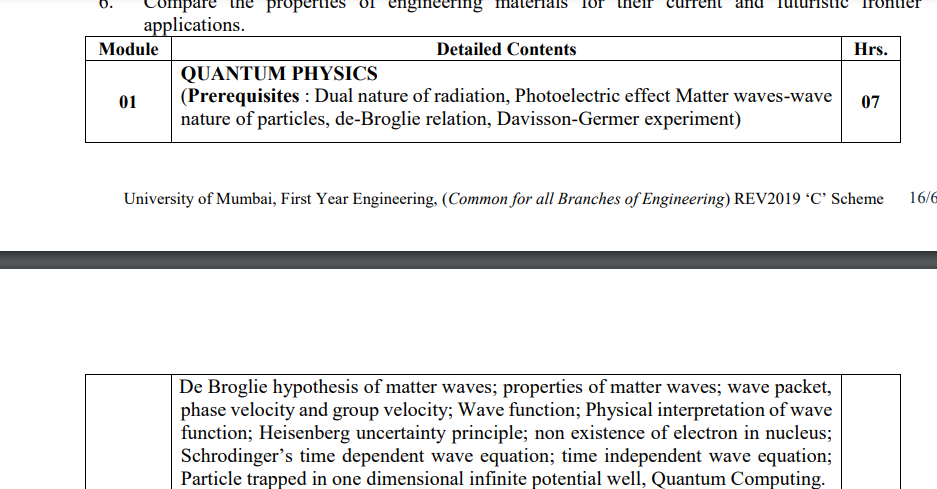 6. Compare the properties of engineering materials for their current and futuristic frontier
applications.
Module Detailed Contents Hrs.
QUANTUM PHYSICS
01 (Prerequisites : Dual nature of radiation, Photoelectric effect Matter waves-wave 07
nature of particles, de-Broglie relation, Davisson-Germer experiment)
University of Mumbai, First Year Engineering, (Common for all Branches of Engineering) REV2019 ‘C’ Scheme 16/6
De Broglie hypothesis of matter waves; properties of matter waves; wave packet,
phase velocity and group velocity; Wave function; Physical interpretation of wave
function; Heisenberg uncertainty principle; non existence of electron in nucleus;
Schrodinger’s time dependent wave equation; time independent wave equation;
Particle trapped in one dimensional infinite potential well, Quantum Computing.